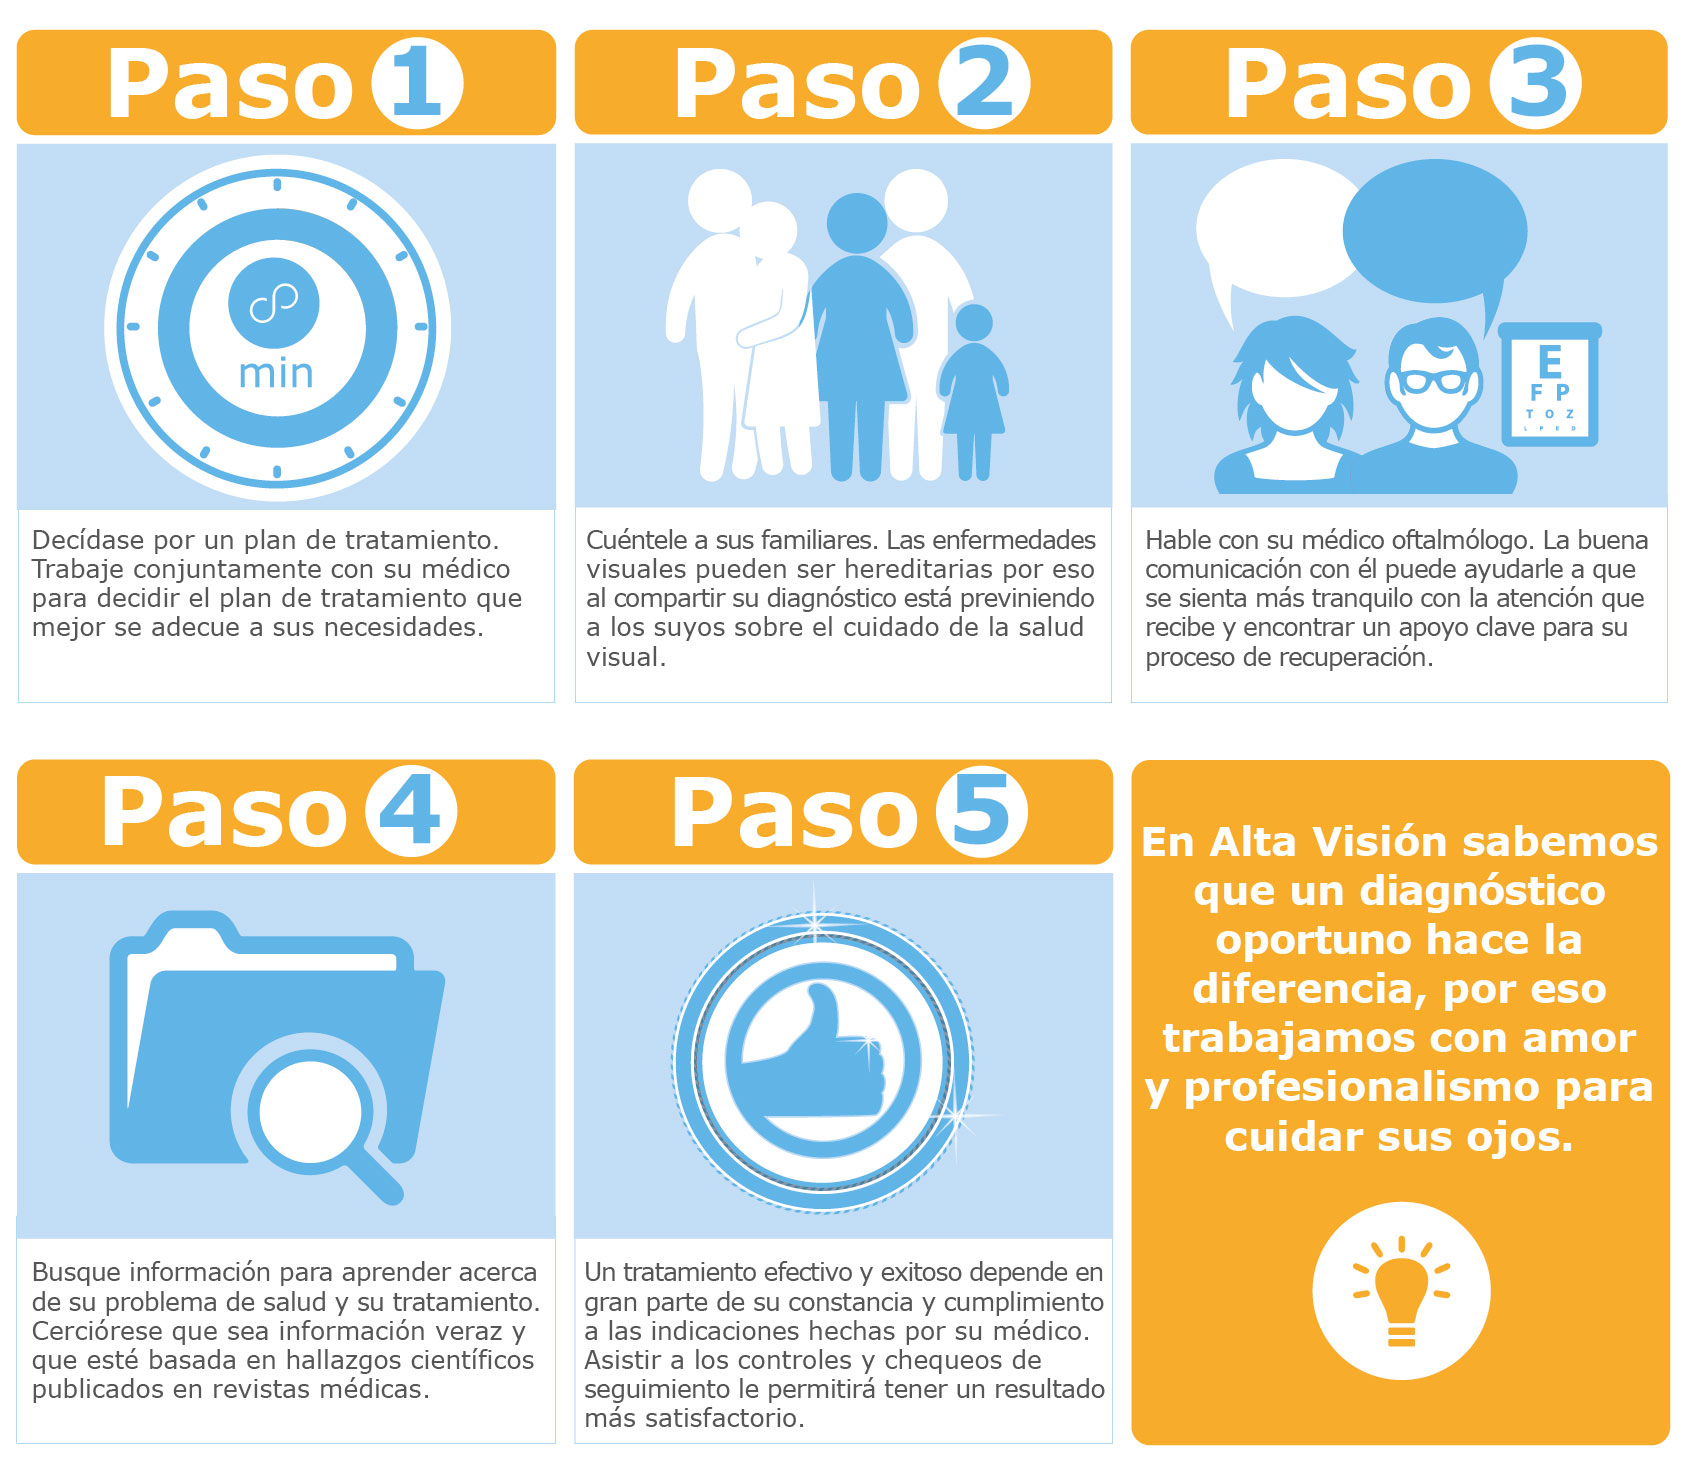 Paso 1
Decídase por un plan de tratamiento.
Trabaje conjuntamente con su médico
para decidir el plan de tratamiento que
mejor se adecue a sus necesidades.
min
Paso 2
Cuéntele a sus familiares. Las enfermedades
visuales pueden ser hereditarias por eso
al compartir su diagnóstico está previniendo
a los suyos sobre el cuidado de la salud
visual.
Paso 3
E
F P
T O Z
L P E D
Hable con su médico oftalmólogo. La buena
comunicación con él puede ayudarle a que
se sienta más tranquilo con la atención que
recibe y encontrar un apoyo clave para su
proceso de recuperación.
Paso 4
Busque información para aprender acerca
de su problema de salud y su tratamiento.
Cerciórese que sea información veraz y
que esté basada en hallazgos científicos
publicados en revistas médicas.
Paso 5
Un tratamiento efectivo y exitoso depende en
gran parte de su constancia y cumplimiento
a las indicaciones hechas por su médico.
Asistir a los controles y chequeos de
seguimiento le permitirá tener un resultado
más satisfactorio.
En Alta Visión sabemos
que un diagnóstico
oportuno hace la
diferencia, por eso
trabajamos con amor
y profesionalismo para
cuidar sus ojos.